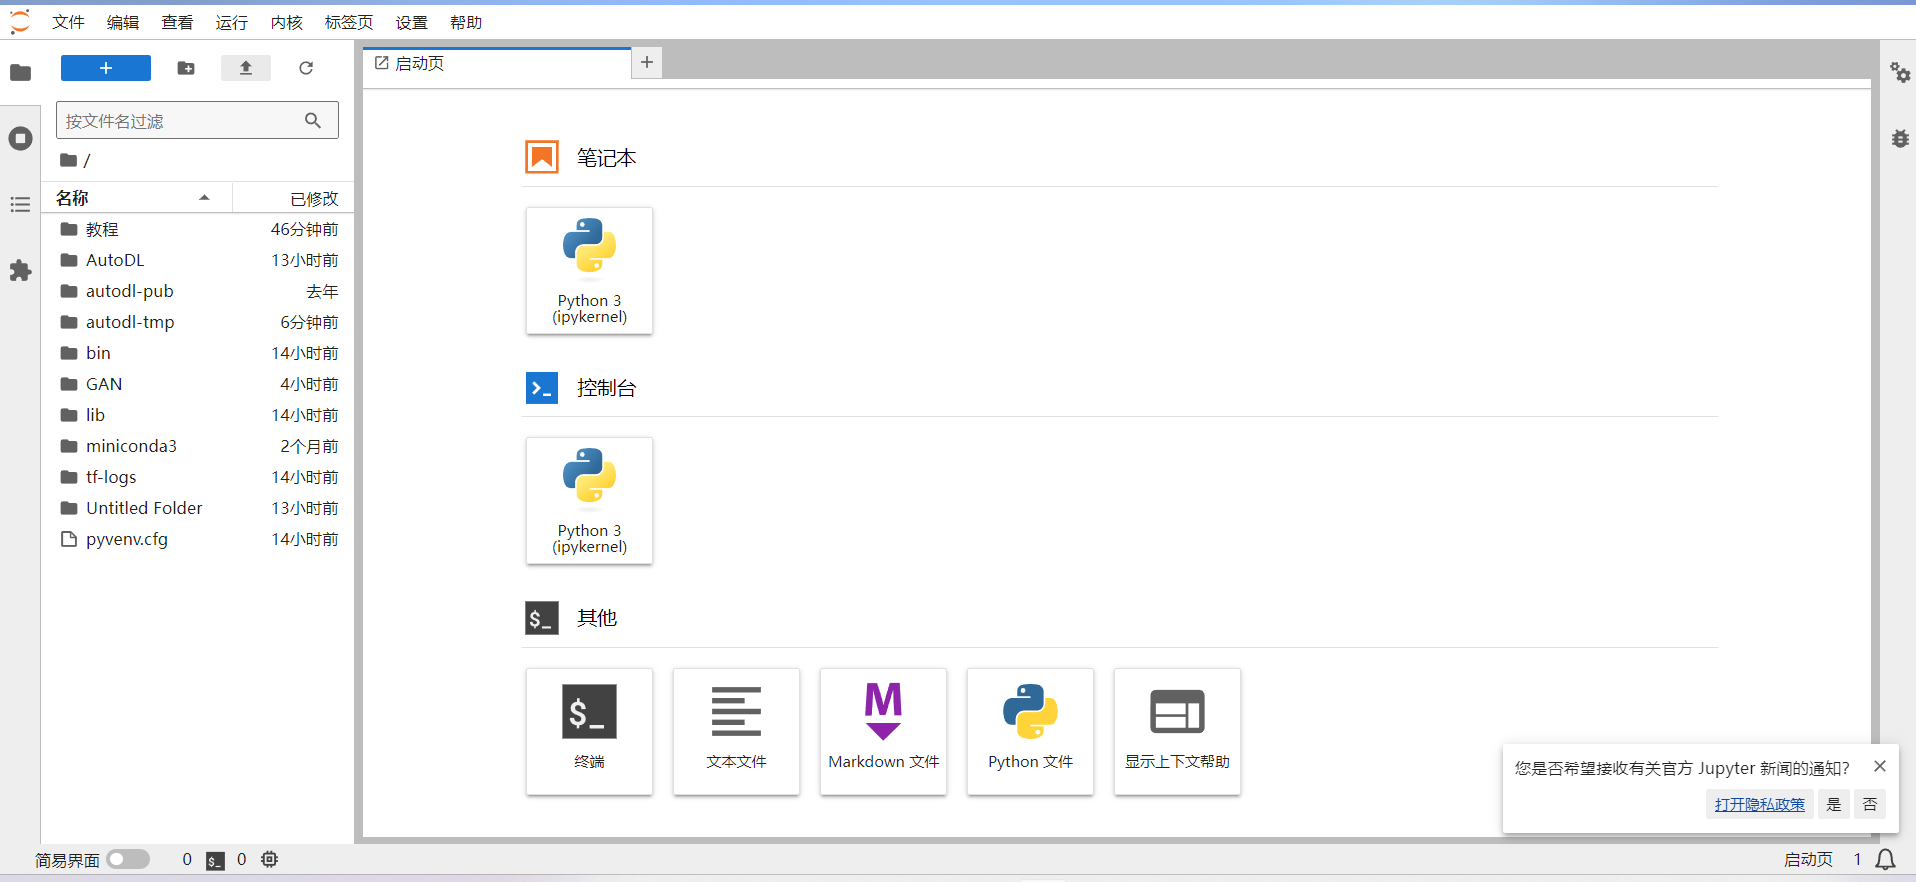 文件 编辑 查看 运行 内核 标签页 设置 帮助
启动页
按文件名过滤
/
名称 已修改
教程 46分钟前
AutoDL 13小时前
autodl-pub 去年
autodl-tmp 6分钟前
bin 14小时前
GAN 4小时前
lib 14小时前
miniconda3 2个月前
tf-logs 14小时前
Untitled Folder 13小时前
pyvenv.cfg 14小时前
笔记本
Python 3
(ipykernel)
控制台
Python 3
(ipykernel)
$_ 其他
$_
M
终端 文本文件 Markdown 文件 Python 文件 显示上下文帮助
您是否希望接收有关官方 Jupyter 新闻的通知?
打开隐私政策 是 否
简易界面 0 $_ 0 启动页 1